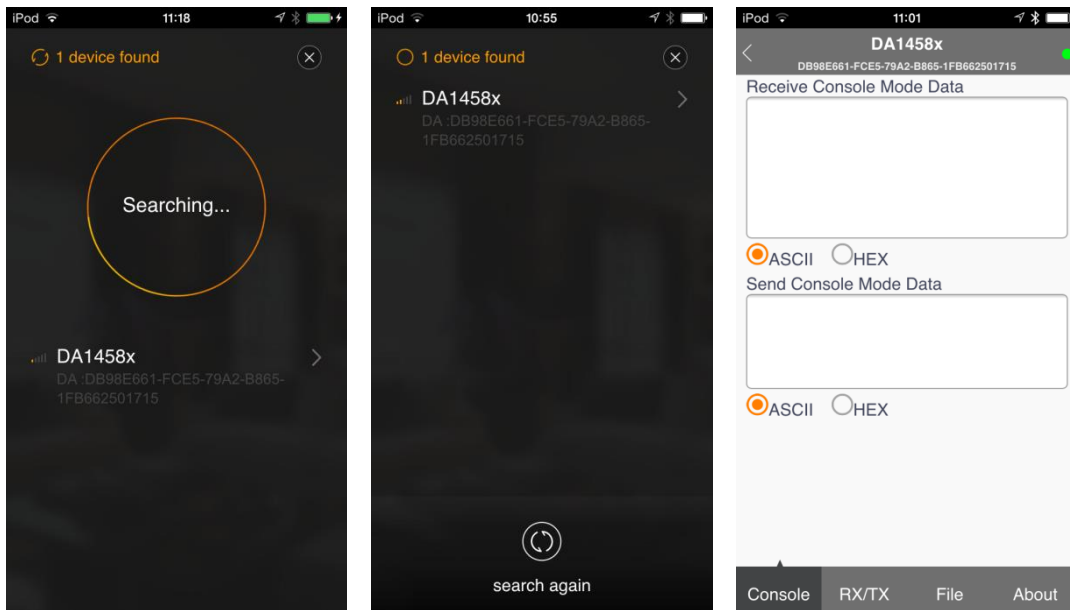 iPod 11:18
1 device found
Searching...
DA1458x
DA :DB98E661-FCE5-79A2-B865-
1FB662501715
iPod 10:55
1 device found
DA1458x
DA :DB98E661-FCE5-79A2-B865-
1FB662501715
search again
iPod 11:01
DA1458x
DB98E661-FCE5-79A2-B865-1FB662501715
Receive Console Mode Data
ASCII HEX
Send Console Mode Data
ASCII HEX
Console RX/TX File About